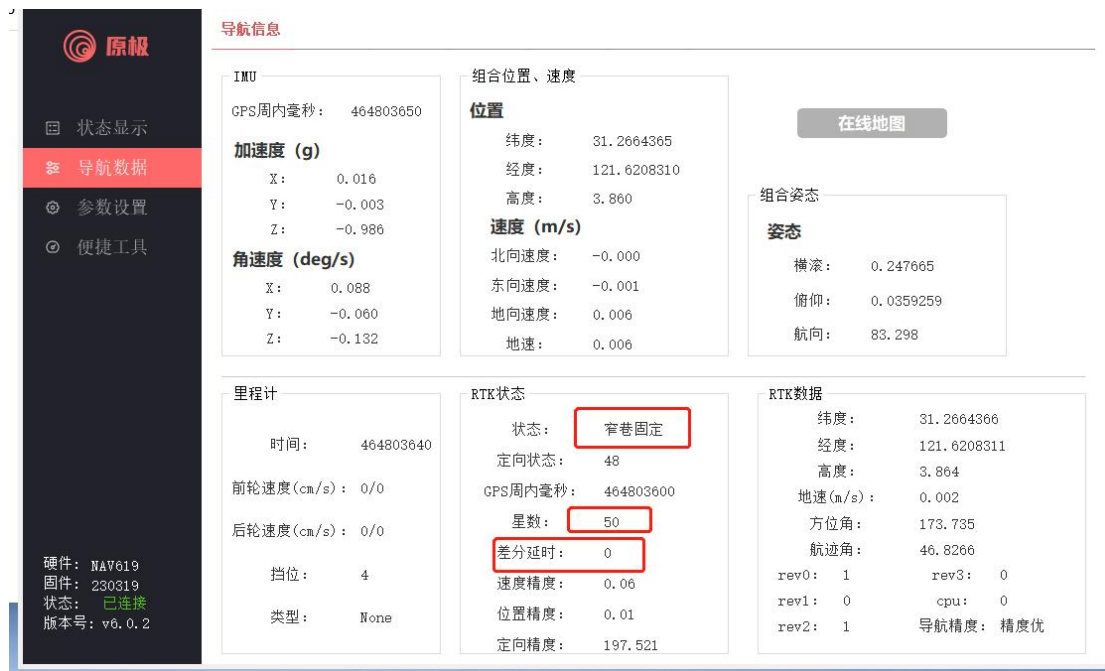 原极
状态显示
导航数据
参数设置
便捷工具
硬件: NAV619
固件: 230319
状态: 已连接
版本号: v6.0.2
导航信息
IMU
GPS周内毫秒: 464803650
加速度 (g)
X: 0.016
Y: -0.003
Z: -0.986
角速度 (deg/s)
X: 0.088
Y: -0.060
Z: -0.132
组合位置、速度
位置
纬度: 31.2664365
经度: 121.6208310
高度: 3.860
速度 (m/s)
北向速度: -0.000
东向速度: -0.001
地向速度: 0.006
地速: 0.006
在线地图
组合姿态
姿态
横滚: 0.247665
俯仰: 0.0359259
航向: 83.298
里程计
时间: 464803640
前轮速度(cm/s): 0/0
后轮速度(cm/s): 0/0
挡位: 4
类型: None
RTK状态
状态: 窄巷固定
定向状态: 48
GPS周内毫秒: 464803600
星数: 50
差分延时: 0
速度精度: 0.06
位置精度: 0.01
定向精度: 197.521
RTK数据
纬度: 31.2664366
经度: 121.6208311
高度: 3.864
地速(m/s): 0.002
方位角: 173.735
航迹角: 46.8266
rev0: 1 rev3: 0
rev1: 0 cpu: 0
rev2: 1 导航精度: 精度优